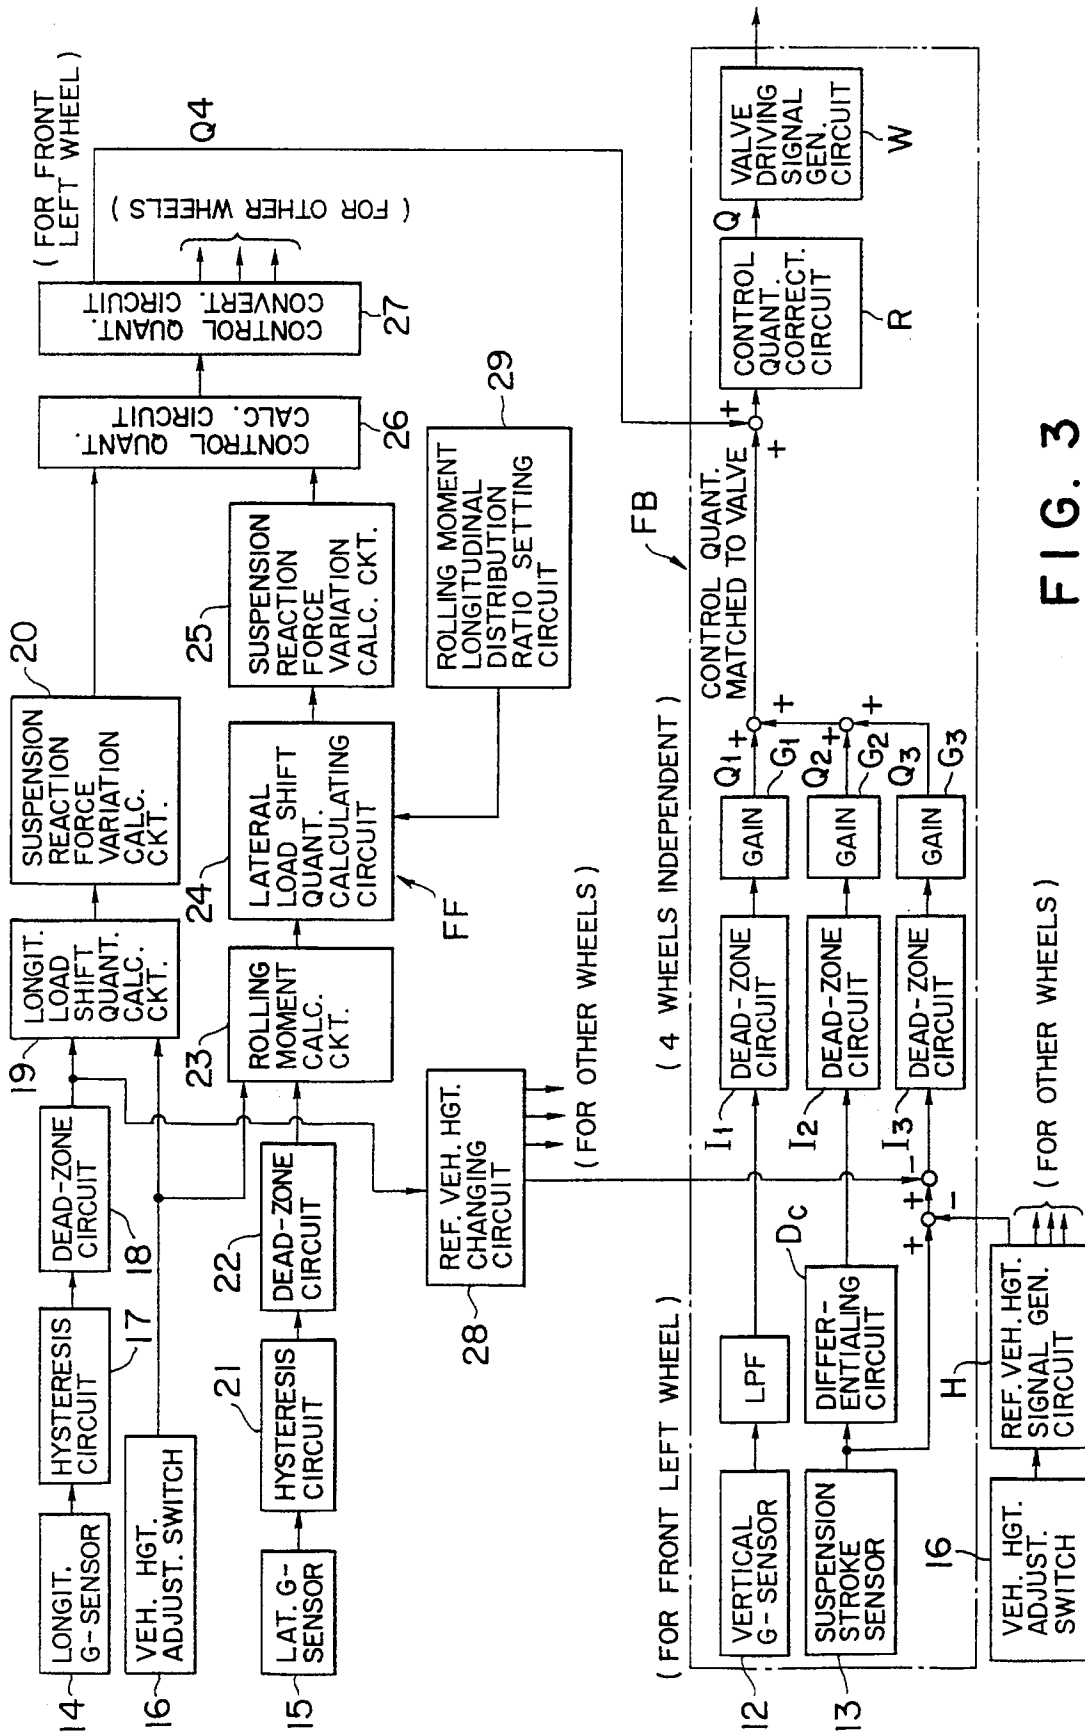 LONGIT.
G-SENSOR
14
HYSTERESIS
CIRCUIT
17
DEAD-ZONE
CIRCUIT
18
LONGIT.
LOAD
SHIFT
QUANT.
CALC.
CKT.
19
SUSPENSION
REACTION
FORCE
VARIATION
CALC.
CKT.
20
VEH. HGT.
ADJUST. SWITCH
16
LAT. G-
SENSOR
15
HYSTERESIS
CIRCUIT
21
DEAD-ZONE
CIRCUIT
22
ROLLING
MOMENT
CALC.
CKT.
23
LATERAL
LOAD SHIFT
QUANT.
CALCULATING
CIRCUIT
24
FF
SUSPENSION
REACTION
FORCE
VARIATION
CALC. CKT.
25
CONTROL QUANT.
CALC. CIRCUIT
26
CONTROL QUANT.
CONVERT. CIRCUIT
27
(FOR FRONT
LEFT WHEEL)
(FOR OTHER WHEELS)
Q4
ROLLING MOMENT
LONGITUDINAL
DISTRIBUTION
RATIO SETTING
CIRCUIT
29
REF. VEH. HGT.
CHANGING
CIRCUIT
28
(FOR OTHER WHEELS)
(FOR FRONT LEFT WHEEL)
(4 WHEELS INDEPENDENT)
FB
VERTICAL
G-SENSOR
12
LPF
I1
DEAD-ZONE
CIRCUIT
GAIN
G1
Q1
+
+
CONTROL QUANT.
MATCHED TO VALVE
+
+
CONTROL
QUANT.
CORRECT.
CIRCUIT
R
Q
VALVE
DRIVING
SIGNAL
GEN.
CIRCUIT
W
SUSPENSION
STROKE
SENSOR
13
DIFFER-
ENTIALING
CIRCUIT
Dc
I2
DEAD-ZONE
CIRCUIT
GAIN
G2
Q2
+
+
+
-
+
-
I3
DEAD-ZONE
CIRCUIT
GAIN
G3
Q3
VEH. HGT.
ADJUST.
SWITCH
16
REF. VEH. HGT.
SIGNAL GEN.
CIRCUIT
H
(FOR OTHER WHEELS)
FIG. 3